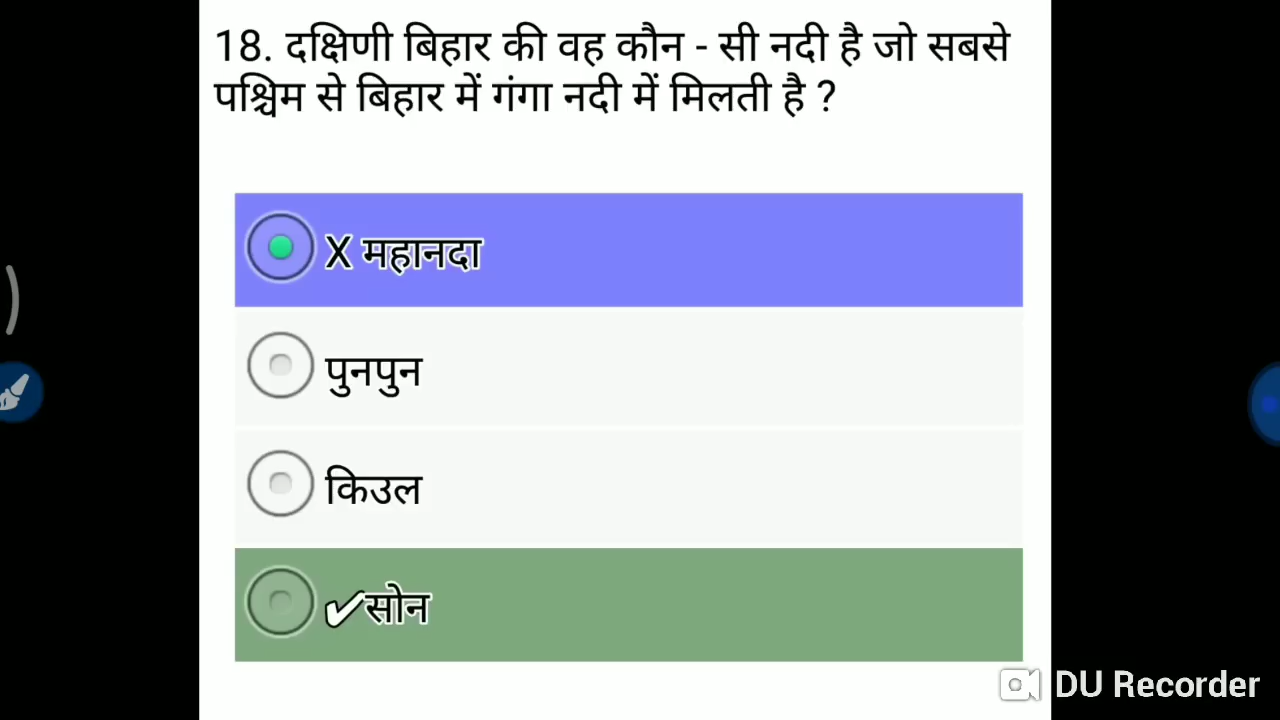 18. दक्षिणी बिहार की वह कौन - सी नदी है जो सबसे
पश्चिम से बिहार में गंगा नदी में मिलती है ?
X महानदा
पुनपुन
किउल
✔सोन
DU Recorder